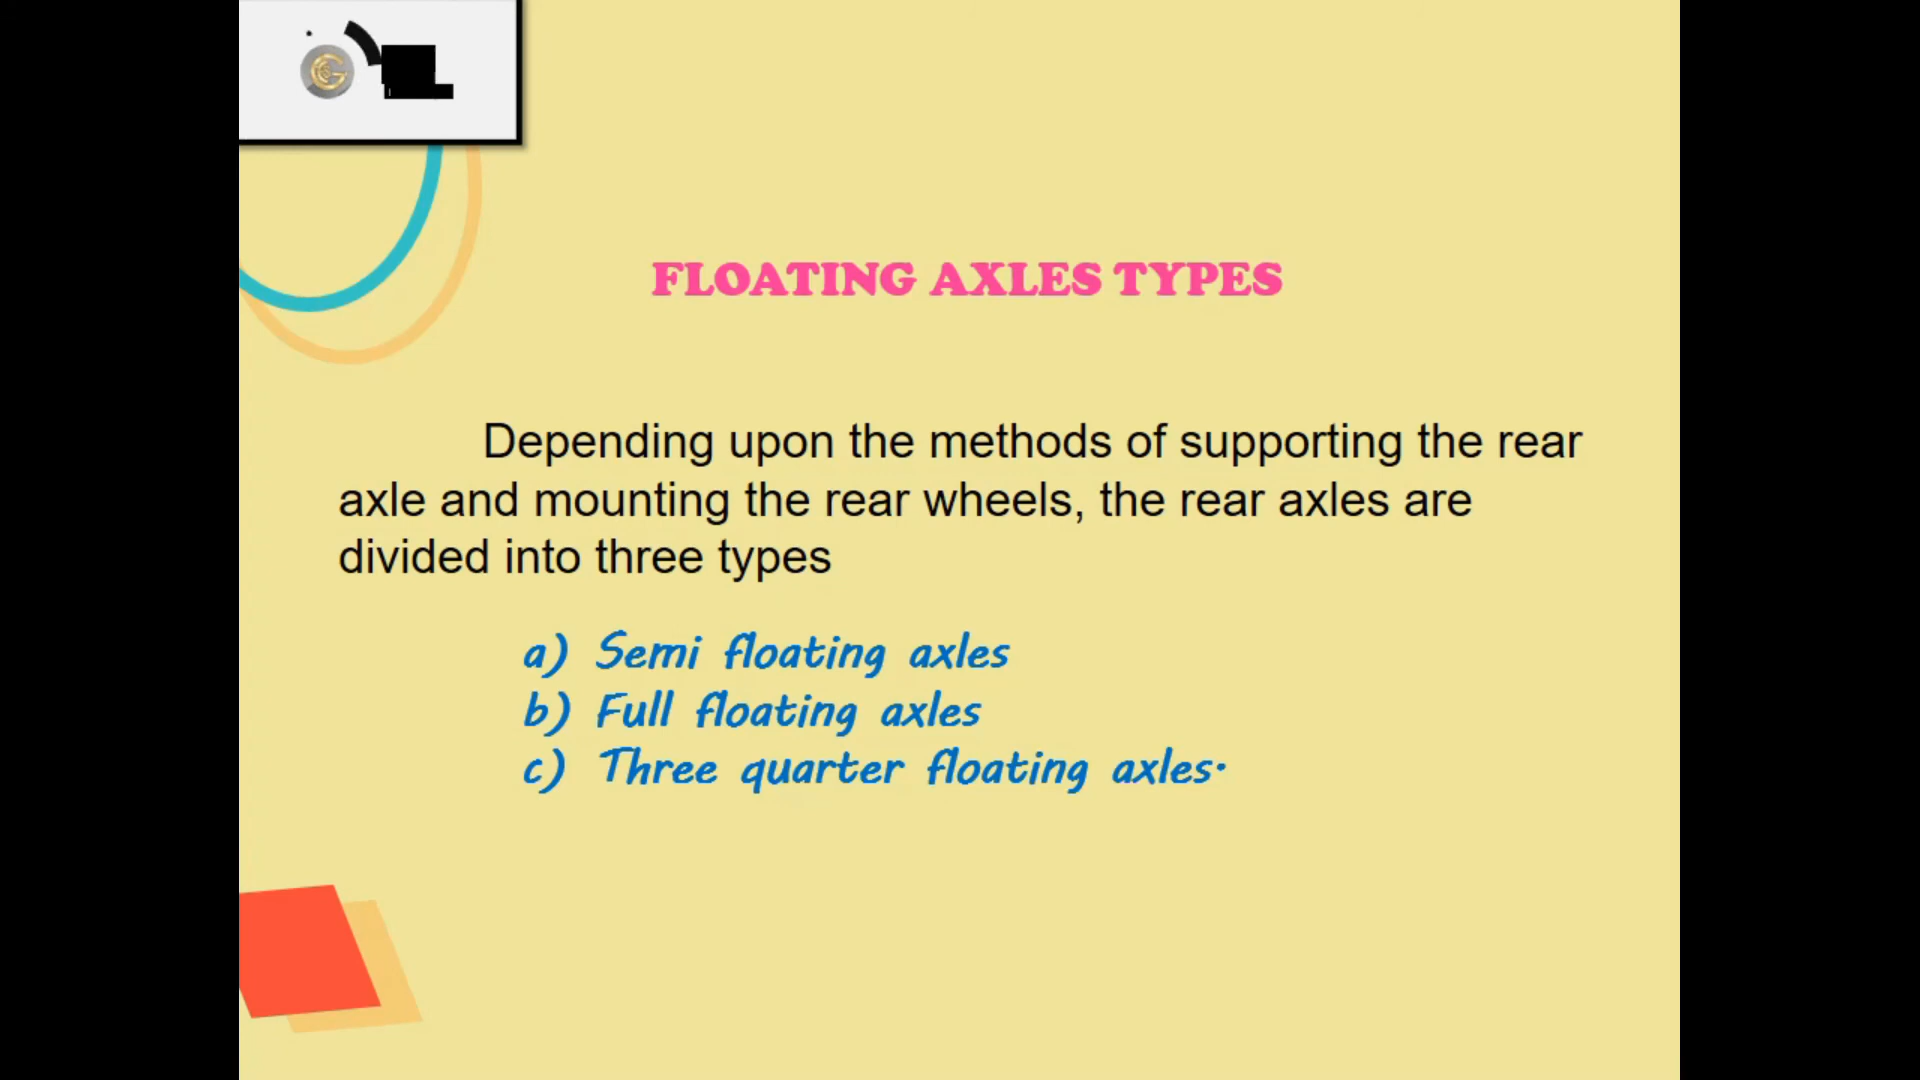 FLOATING AXLES TYPES
Depending upon the methods of supporting the rear
axle and mounting the rear wheels, the rear axles are
divided into three types
a) Semi floating axles
b) Full floating axles
c) Three quarter floating axles.